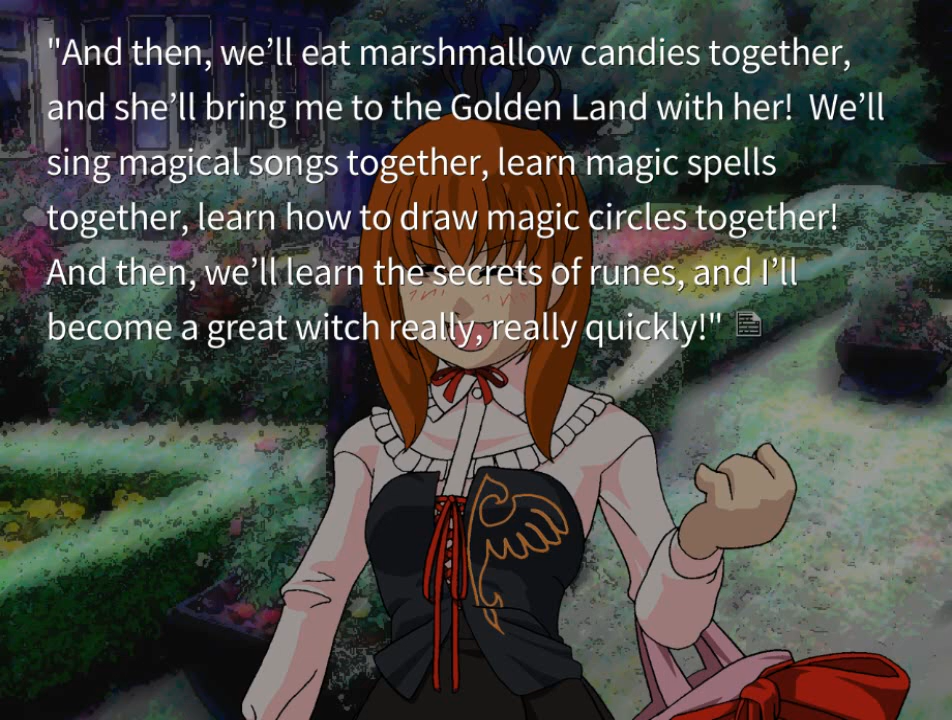 "And then, we’ll eat marshmallow candies together,
and she’ll bring me to the Golden Land with her!  We’ll
sing magical songs together, learn magic spells
together, learn how to draw magic circles together!
And then, we’ll learn the secrets of runes, and I’ll
become a great witch really, really quickly!"